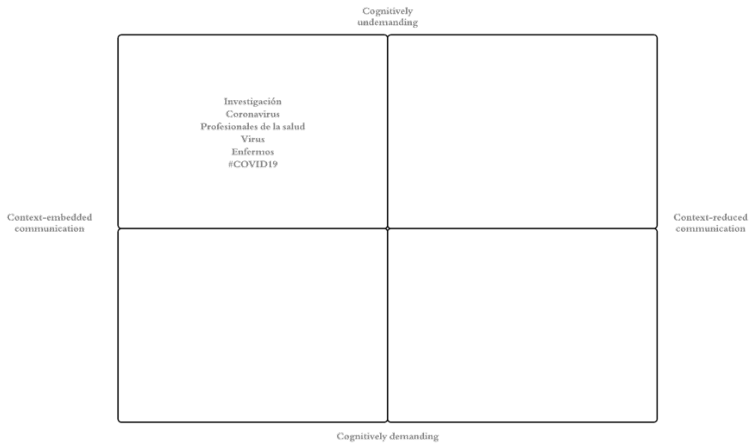 Cognitively
undemanding
Investigación
Coronavirus
Profesionales de la salud
Virus
Enfermos
#COVID19
Context-embedded
communication
Context-reduced
communication
Cognitively demanding